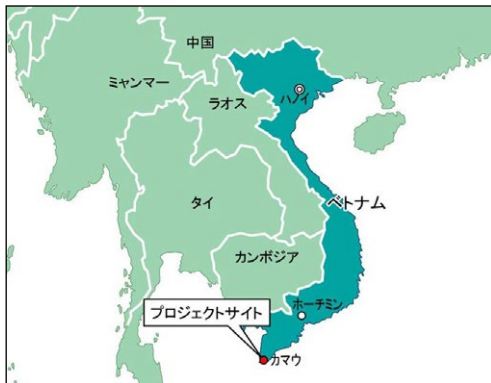 中国
ミャンマー
ハノイ
ラオス
タイ
ベトナム
カンボジア
ホーチミン
プロジェクトサイト
カマウ